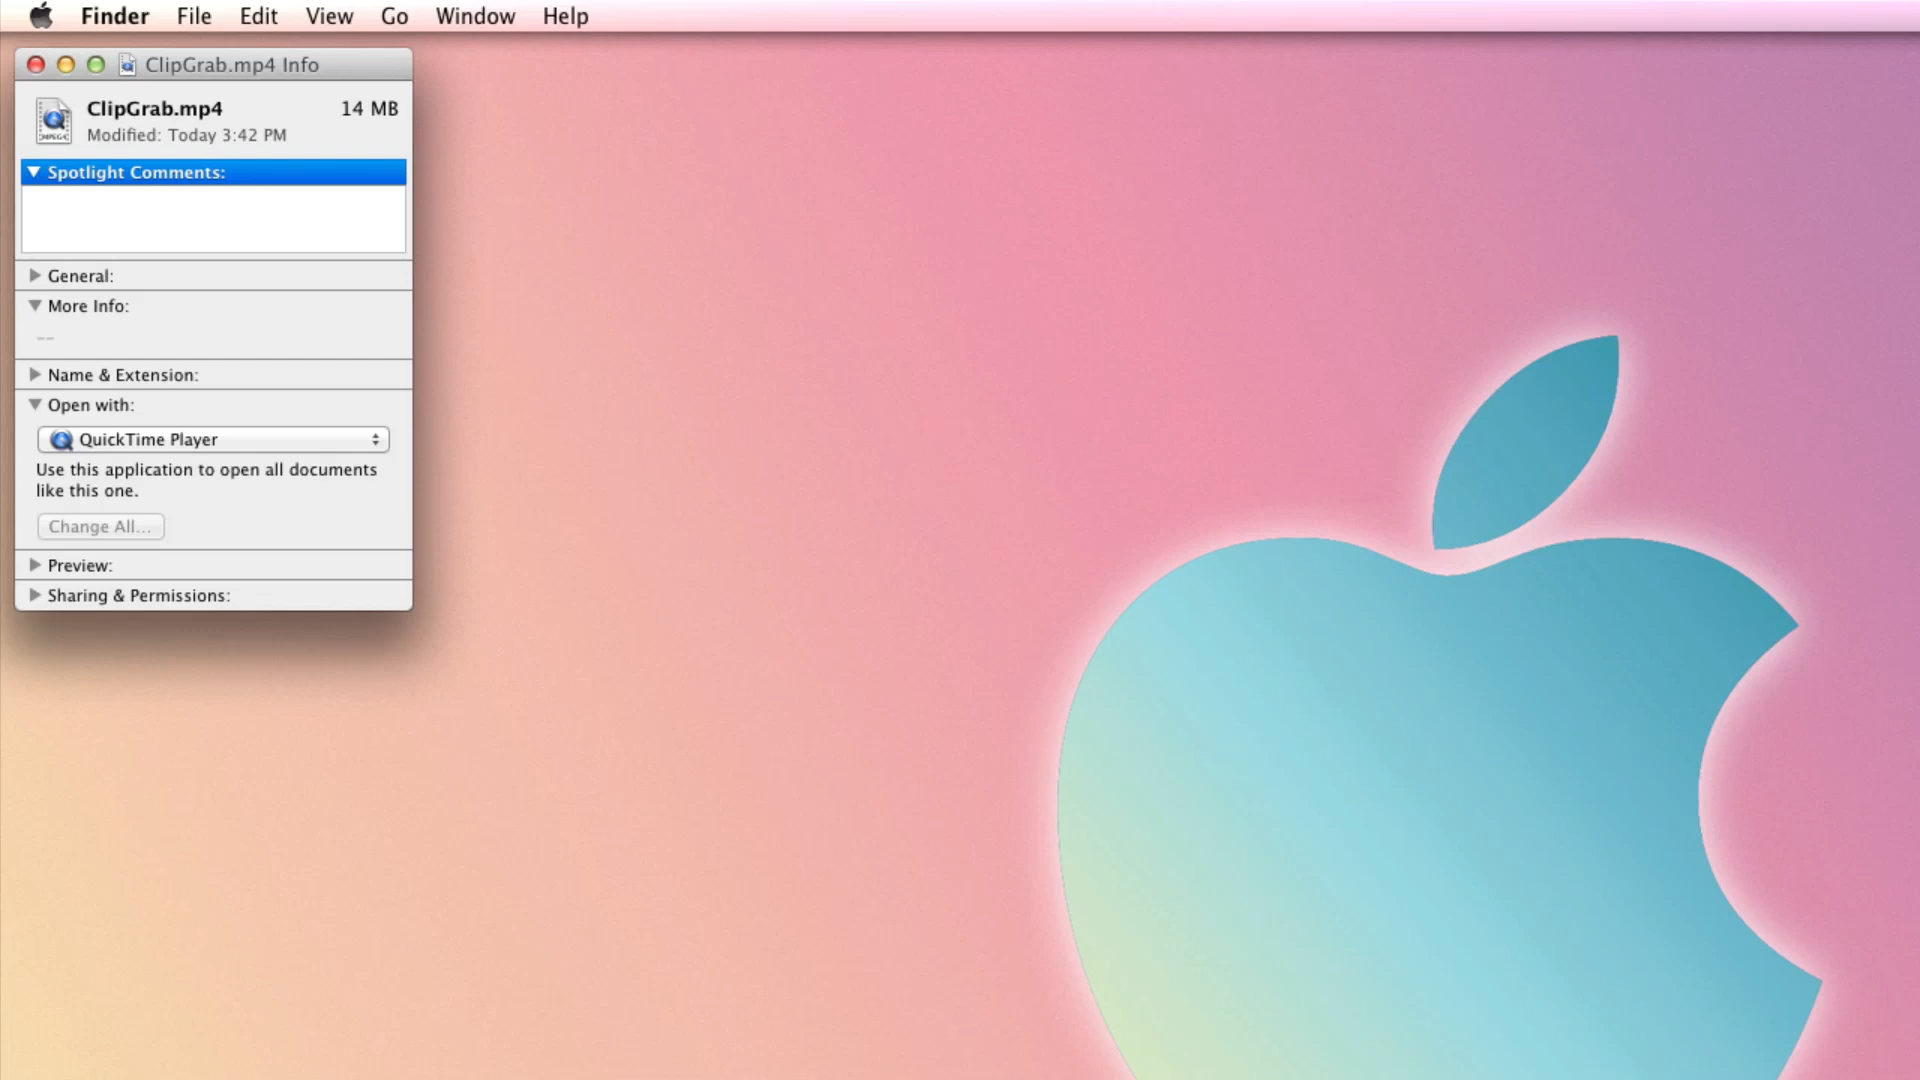 Finder File Edit View Go Window Help
ClipGrab.mp4 Info
ClipGrab.mp4 14 MB
Modified: Today 3:42 PM
MPEG4
Spotlight Comments:
General:
More Info:
--
Name & Extension:
Open with:
QuickTime Player
Use this application to open all documents
like this one.
Change All...
Preview:
Sharing & Permissions: